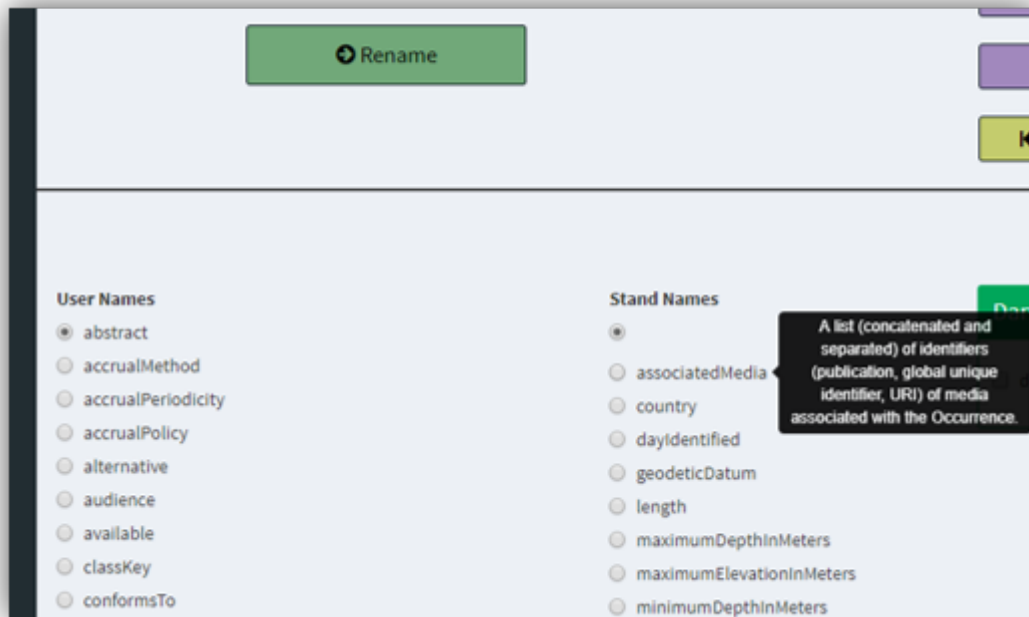 Rename
User Names
abstract
accrualMethod
accrualPeriodicity
accrualPolicy
alternative
audience
available
classKey
conformsTo
Stand Names
associatedMedia
country
dayIdentified
geodeticDatum
length
maximumDepthInMeters
maximumElevationInMeters
minimumDepthInMeters
A list (concatenated and
separated) of identifiers
(publication, global unique
identifier, URI) of media
associated with the Occurrence.